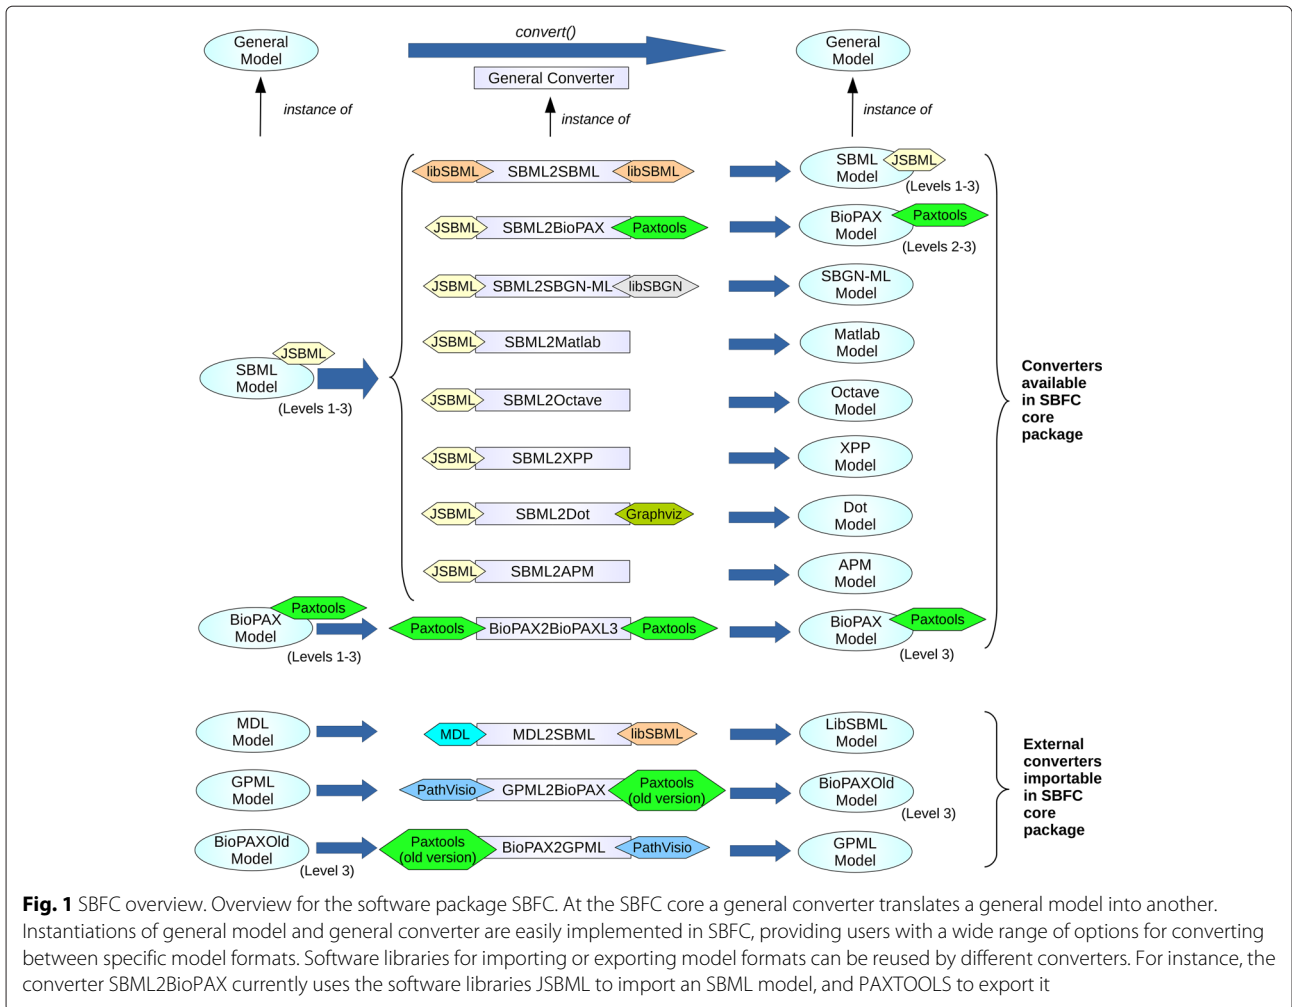 General
Model
convert()
General Converter
General
Model
instance of
instance of
instance of
libSBML SBML2SBML libSBML
SBML
Model
JSBML
(Levels 1-3)
JSBML SBML2BioPAX Paxtools
BioPAX
Model
Paxtools
(Levels 2-3)
JSBML SBML2SBGN-ML libSBGN
SBGN-ML
Model
JSBML SBML2Matlab
Matlab
Model
JSBML
SBML
Model
(Levels 1-3)
JSBML SBML2Octave
Octave
Model
JSBML SBML2XPP
XPP
Model
JSBML SBML2Dot Graphviz
Dot
Model
JSBML SBML2APM
APM
Model
Converters
available
in SBFC
core
package
Paxtools
BioPAX
Model
(Levels 1-3)
Paxtools BioPAX2BioPAXL3 Paxtools
BioPAX
Model
Paxtools
(Level 3)
MDL
Model
MDL MDL2SBML libSBML
LibSBML
Model
GPML
Model
PathVisio GPML2BioPAX Paxtools
(old version)
BioPAXOld
Model
(Level 3)
BioPAXOld
Model
(Level 3)
Paxtools
(old version)
BioPAX2GPML PathVisio
GPML
Model
External
converters
importable
in SBFC
core
package
Fig. 1 SBFC overview. Overview for the software package SBFC. At the SBFC core a general converter translates a general model into another.
Instantiations of general model and general converter are easily implemented in SBFC, providing users with a wide range of options for converting
between specific model formats. Software libraries for importing or exporting model formats can be reused by different converters. For instance, the
converter SBML2BioPAX currently uses the software libraries JSBML to import an SBML model, and PAXTOOLS to export it